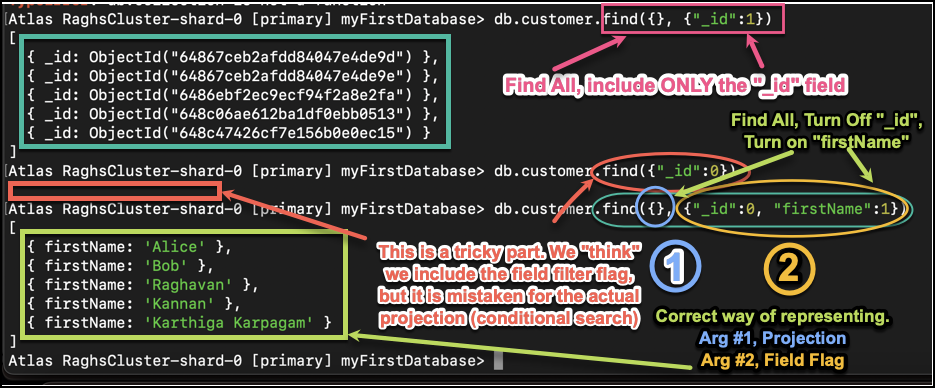 Atlas RaghsCluster-shard-0 [primary] myFirstDatabase> db.customer.find({}, {"_id":1})
[
{ _id: ObjectId("64867ceb2afdd84047e4de9d") },
{ _id: ObjectId("64867ceb2afdd84047e4de9e") },
{ _id: ObjectId("6486ebf2ec9ecf94f2a8e2fa") },
{ _id: ObjectId("648c06ae612ba1df0ebb0513") },
{ _id: ObjectId("648c47426cf7e156b0e0ec15") }
]
Find All, include ONLY the "_id" field
Find All, Turn Off "_id",
Turn on "firstName"
Atlas RaghsCluster-shard-0 [primary] myFirstDatabase> db.customer.find({"_id":0})
Atlas RaghsCluster-shard-0 [primary] myFirstDatabase> db.customer.find({}, {"_id":0, "firstName":1})
[
{ firstName: 'Alice' },
{ firstName: 'Bob' },
{ firstName: 'Raghavan' },
{ firstName: 'Kannan' },
{ firstName: 'Karthiga Karpagam' }
]
This is a tricky part. We "think"
we include the field filter flag,
but it is mistaken for the actual
projection (conditional search)
1
2
Correct way of representing.
Arg #1, Projection
Arg #2, Field Flag
Atlas RaghsCluster-shard-0 [primary] myFirstDatabase>